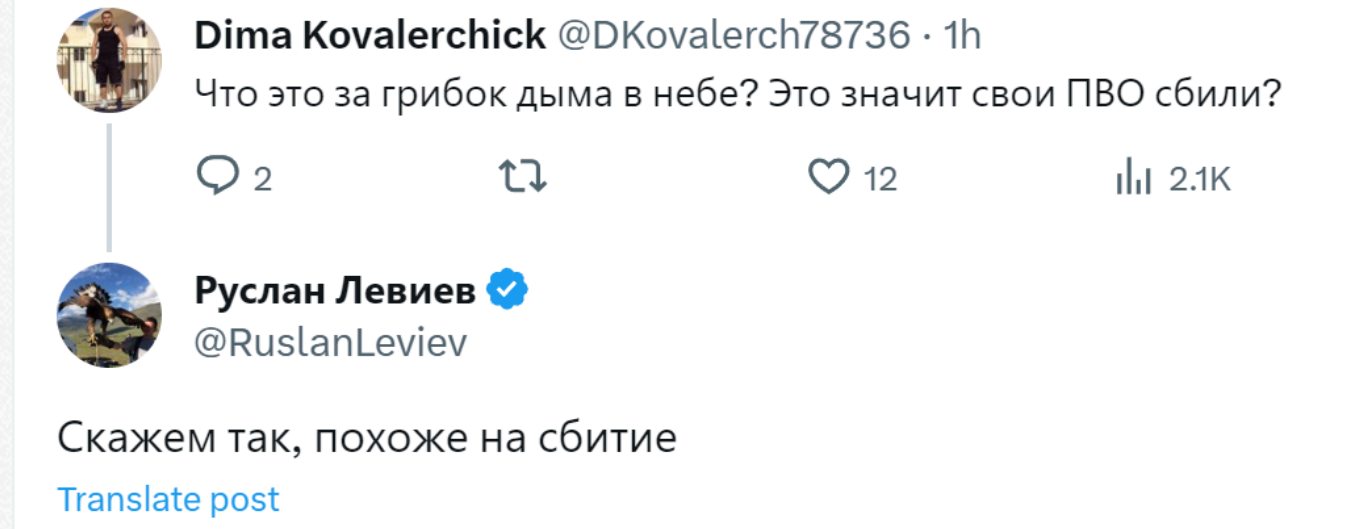 Dima Kovalerchick @DKovalerch78736 · 1h
Что это за грибок дыма в небе? Это значит свои ПВО сбили?
2 12 2.1K
Руслан Левиев
@RuslanLeviev
Скажем так, похоже на сбитие
Translate post